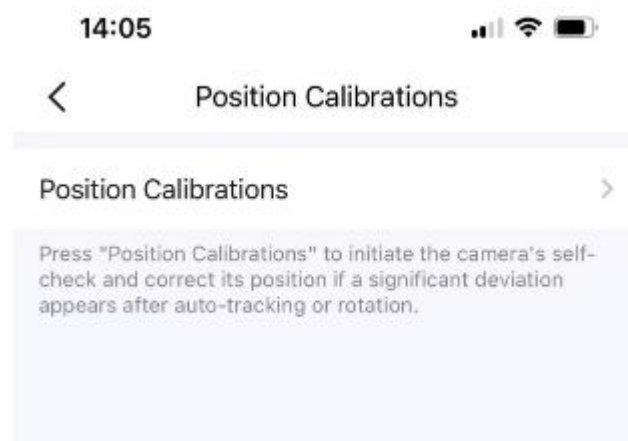 14:05
Position Calibrations
Position Calibrations
Press "Position Calibrations" to initiate the camera's self-
check and correct its position if a significant deviation
appears after auto-tracking or rotation.